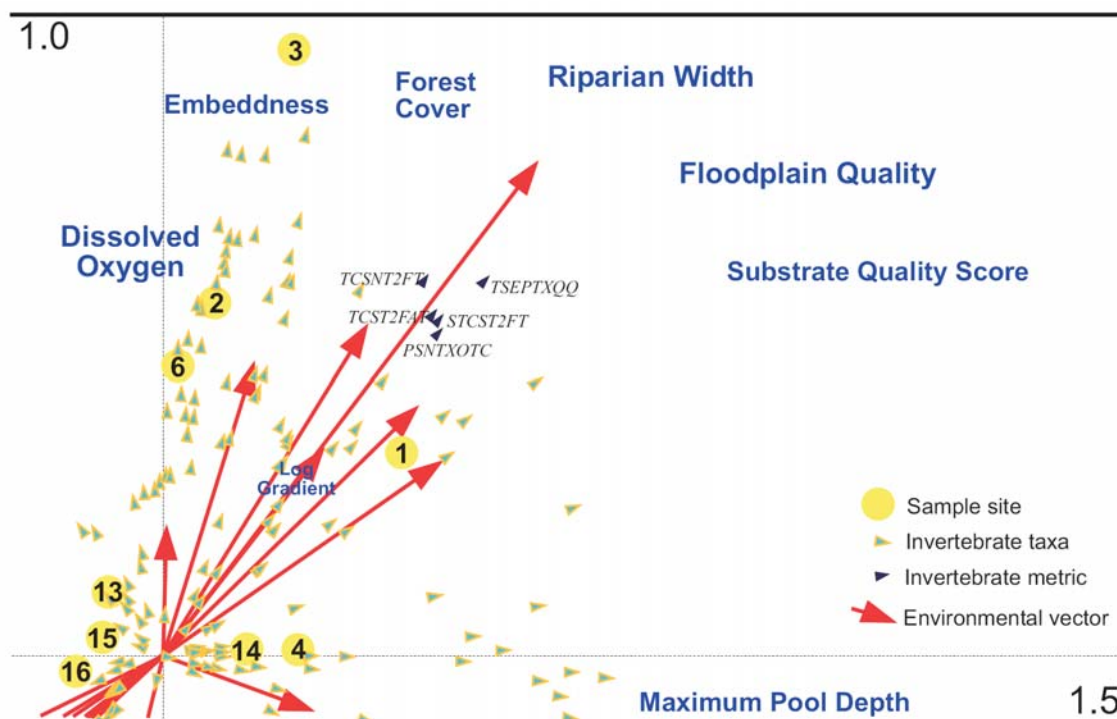 1.0
3
Embeddness
Forest
Cover
Riparian Width
Floodplain Quality
Dissolved
Oxygen
Substrate Quality Score
TCSNT2FT
TSEPTXQQ
2
TCST2FAT
STCST2FT
PSNTXOTC
6
1
Log
Gradient
Sample site
Invertebrate taxa
Invertebrate metric
Environmental vector
13
15
14
4
16
Maximum Pool Depth
1.5